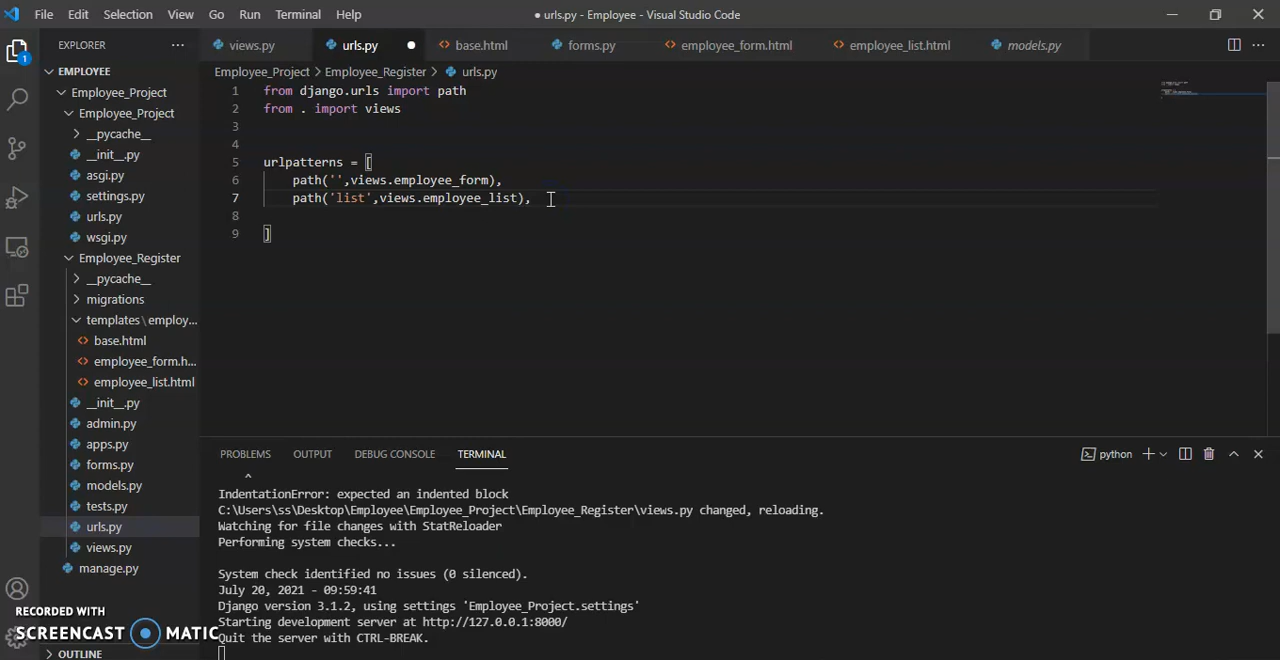 File Edit Selection View Go Run Terminal Help
● urls.py - Employee - Visual Studio Code
EXPLORER ···
views.py urls.py ● base.html forms.py employee_form.html employee_list.html models.py
Employee_Project > Employee_Register > urls.py
1
EMPLOYEE
Employee_Project
Employee_Project
__pycache__
__init__.py
asgi.py
settings.py
urls.py
wsgi.py
Employee_Register
__pycache__
migrations
templates\employ...
base.html
employee_form.h...
employee_list.html
__init__.py
admin.py
apps.py
forms.py
models.py
tests.py
urls.py
views.py
manage.py
OUTLINE
1 from django.urls import path
2 from . import views
3
4
5 urlpatterns = [
6 path('',views.employee_form),
7 path('list',views.employee_list),
8
9 ]
PROBLEMS OUTPUT DEBUG CONSOLE TERMINAL
python
^
IndentationError: expected an indented block
C:\Users\ss\Desktop\Employee\Employee_Project\Employee_Register\views.py changed, reloading.
Watching for file changes with StatReloader
Performing system checks...
System check identified no issues (0 silenced).
July 20, 2021 - 09:59:41
Django version 3.1.2, using settings 'Employee_Project.settings'
Starting development server at http://127.0.0.1:8000/
Quit the server with CTRL-BREAK.
RECORDED WITH
SCREENCAST MATIC